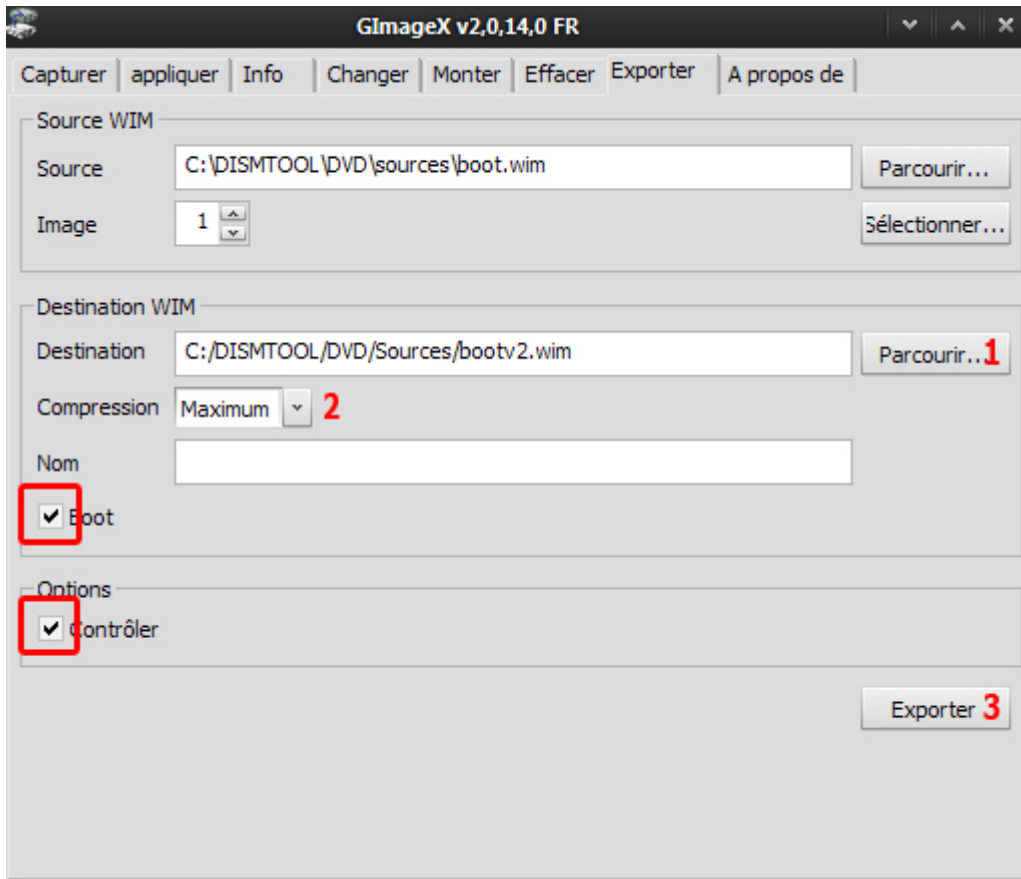 GImageX v2,0,14,0 FR
Capturer appliquer Info Changer Monter Effacer Exporter A propos de
Source WIM
Source C:\DISMTOOL\DVD\sources\boot.wim Parcourir...
Image 1 Sélectionner...
Destination WIM
Destination C:/DISMTOOL/DVD/Sources/bootv2.wim Parcourir... 1
Compression Maximum 2
Nom
Boot
Options
Contrôler
Exporter 3